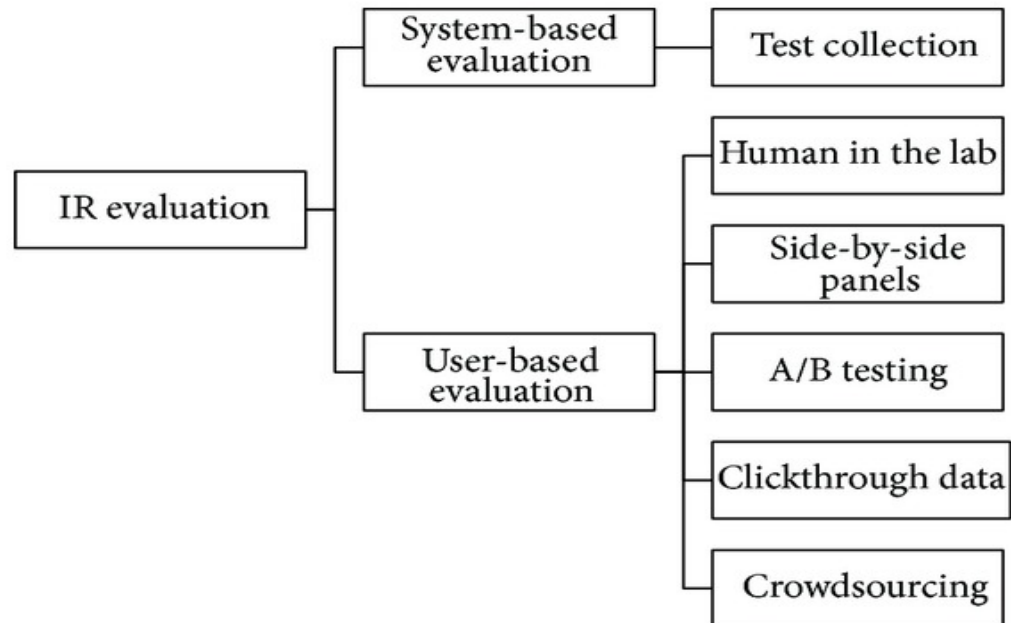 System-based
evaluation
Test collection
Human in the lab
IR evaluation
Side-by-side
panels
User-based
evaluation
A/B testing
Clickthrough data
Crowdsourcing